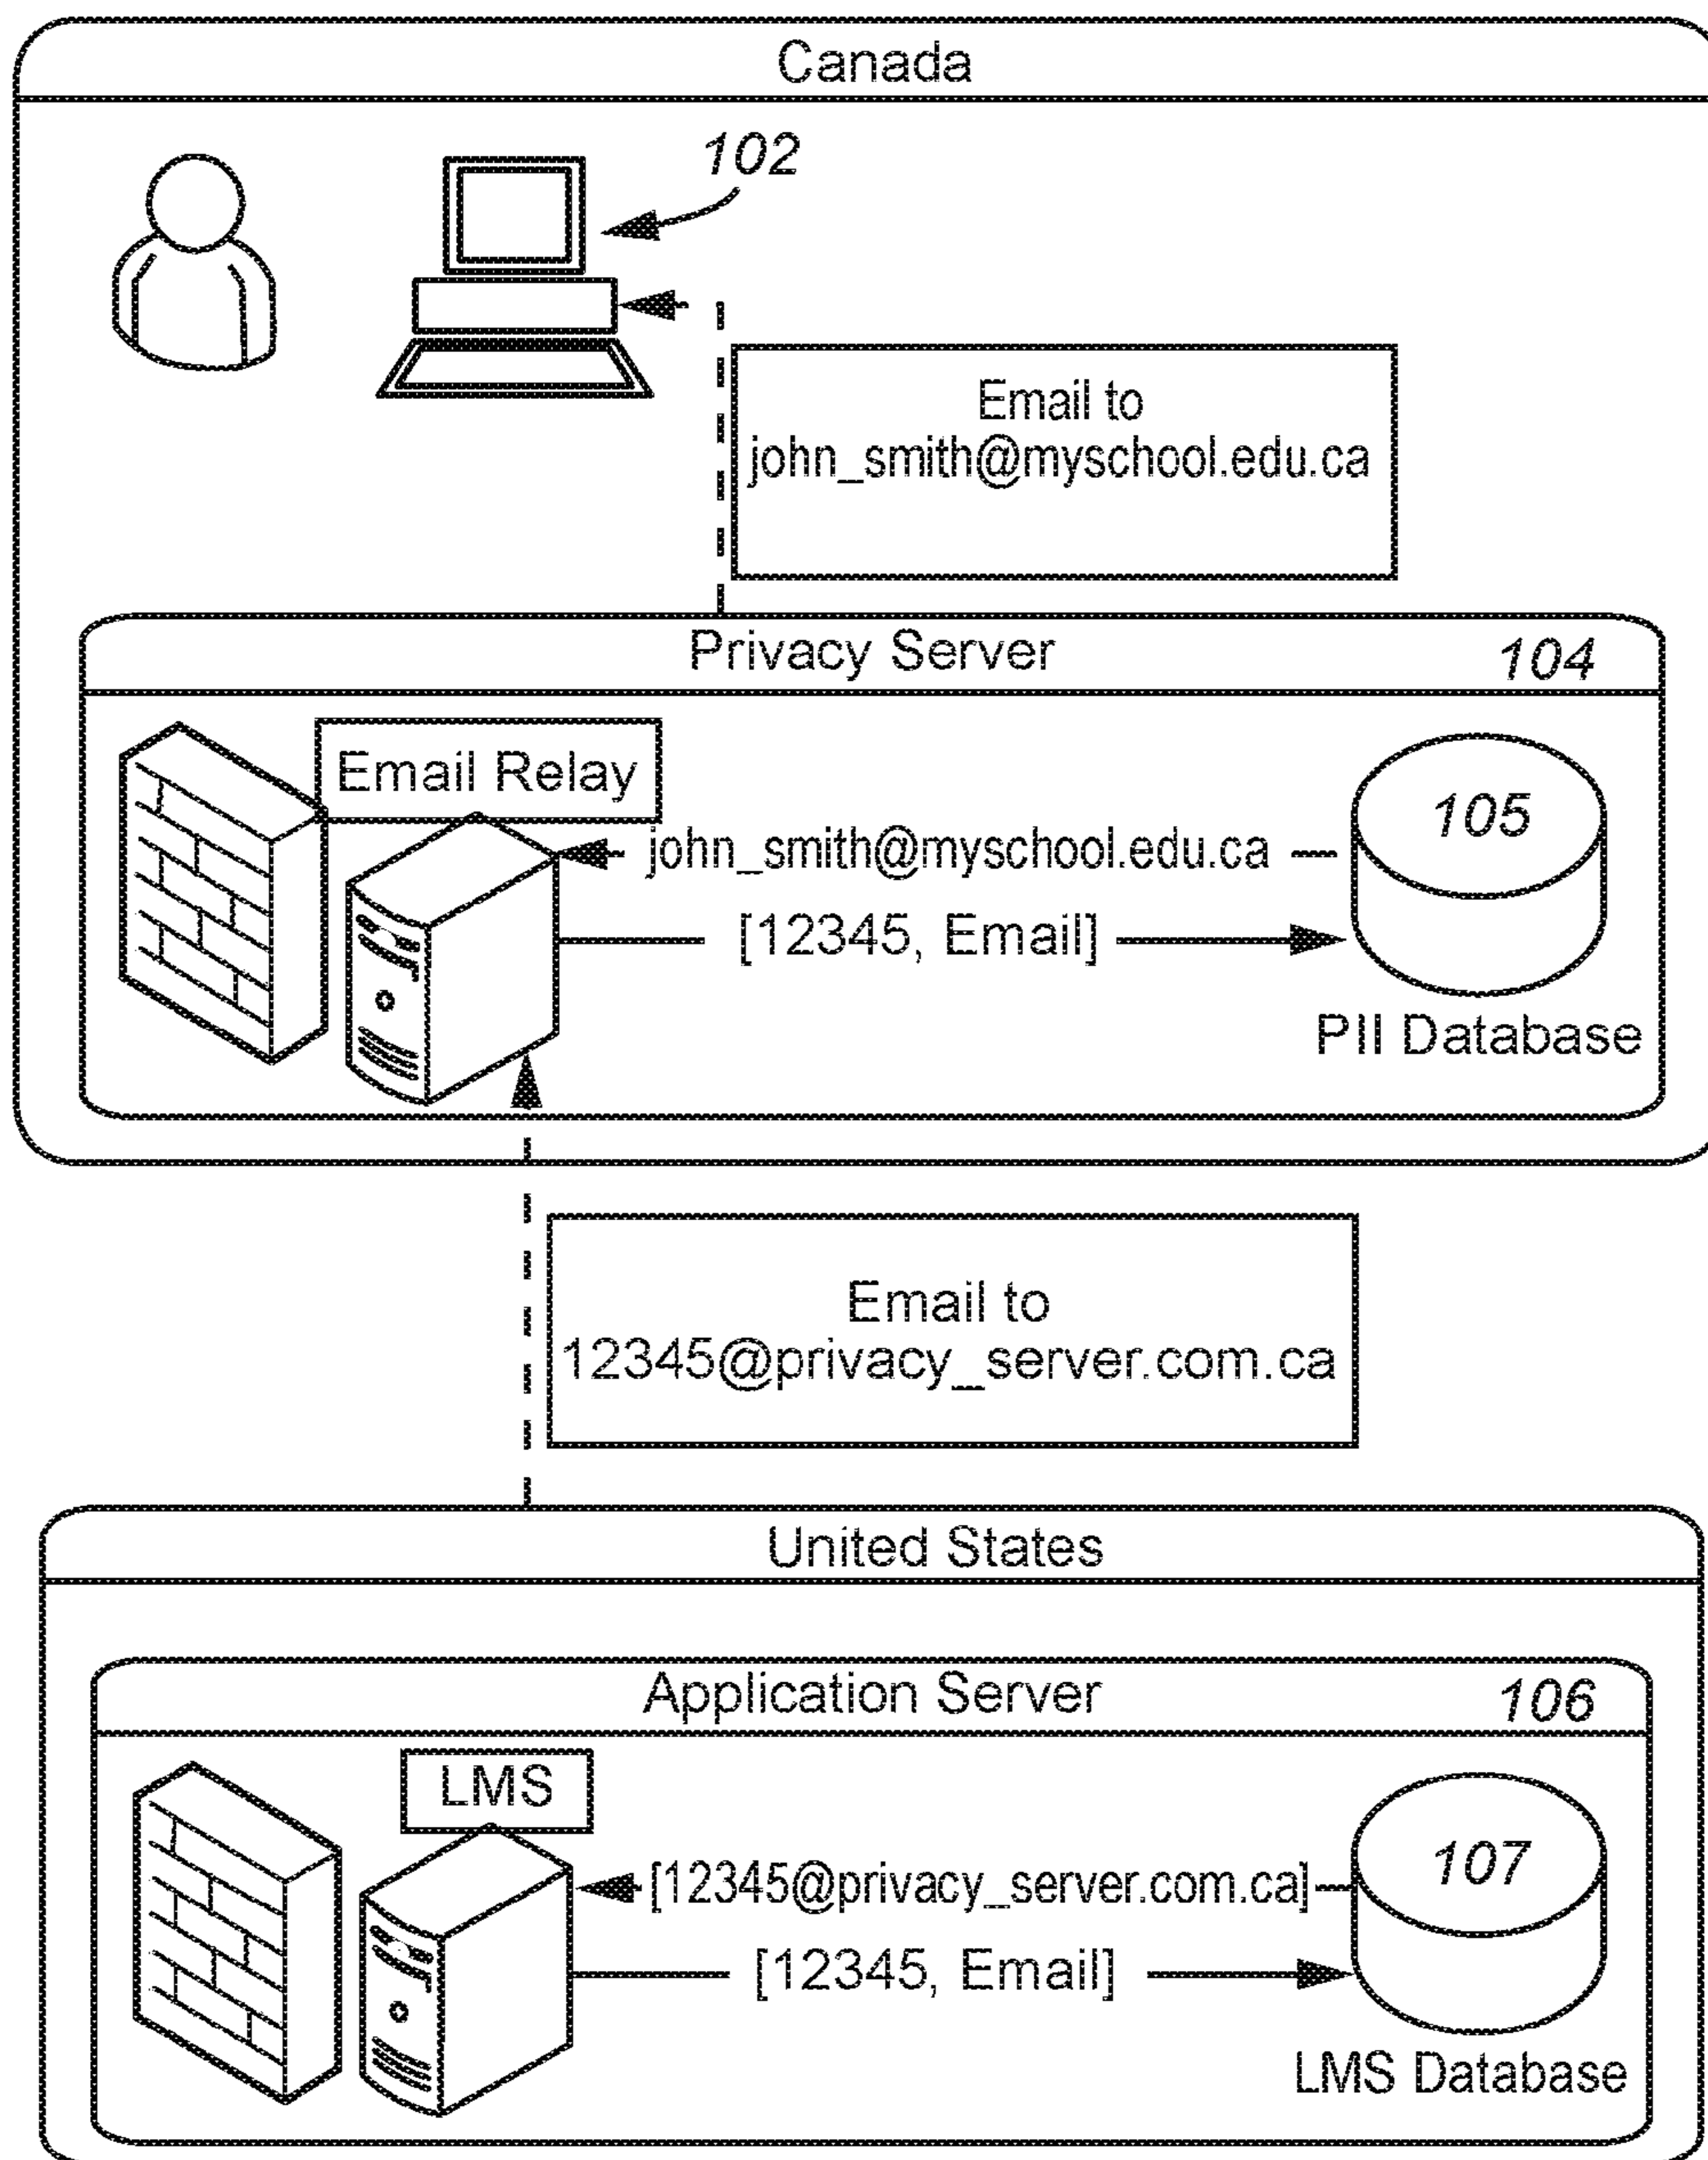 Canada
102
Email to
john_smith@myschool.edu.ca
Privacy Server
104
Email Relay
105
john_smith@myschool.edu.ca
[12345, Email]
PII Database
Email to
12345@privacy_server.com.ca
United States
Application Server
106
LMS
107
[12345@privacy_server.com.ca]
[12345, Email]
LMS Database